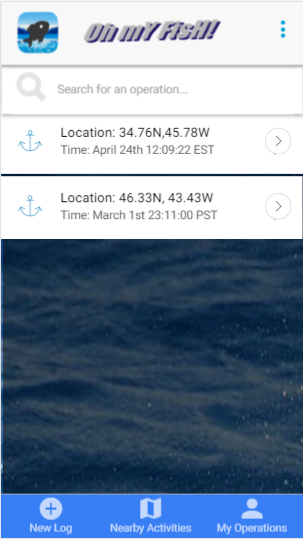 Oh mY FisH!
Search for an operation...
Location: 34.76N,45.78W
Time: April 24th 12:09:22 EST
Location: 46.33N, 43.43W
Time: March 1st 23:11:00 PST
New Log
Nearby Activities
My Operations